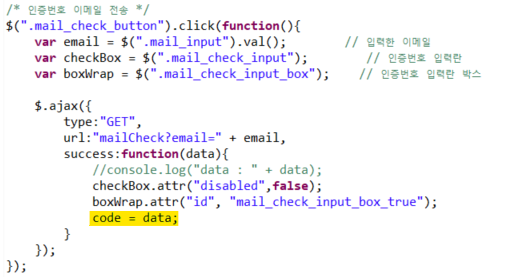 /* 인증번호 이메일 전송 */
$(".mail_check_button").click(function(){
    var email = $(".mail_input").val();        // 입력한 이메일
    var checkBox = $(".mail_check_input");        // 인증번호 입력란
    var boxWrap = $(".mail_check_input_box");    // 인증번호 입력란 박스
    $.ajax({
        type:"GET",
        url:"mailCheck?email=" + email,
        success:function(data){
            //console.log("data : " + data);
            checkBox.attr("disabled",false);
            boxWrap.attr("id", "mail_check_input_box_true");
            code = data;
        }
    });
});